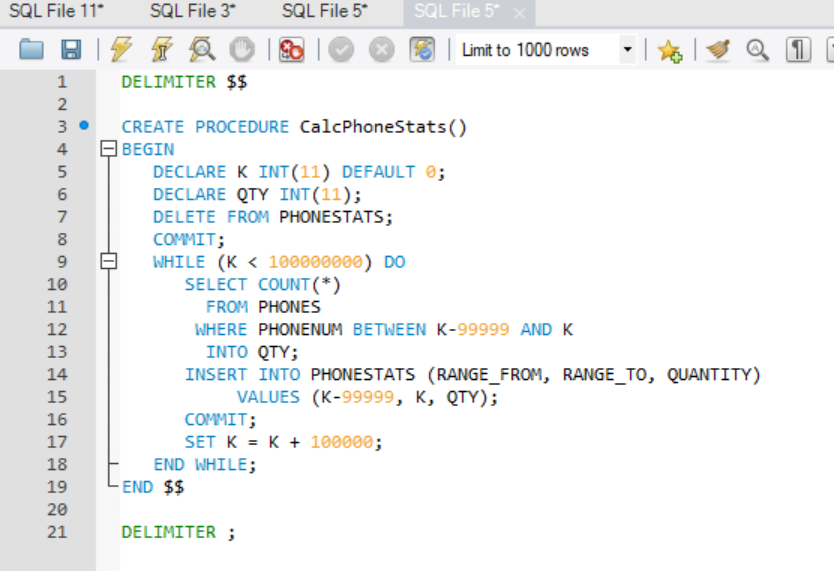 SQL File 11* SQL File 3* SQL File 5* SQL File 5* ×
Limit to 1000 rows
1 DELIMITER $$
2
3 CREATE PROCEDURE CalcPhoneStats()
4 BEGIN
5 DECLARE K INT(11) DEFAULT 0;
6 DECLARE QTY INT(11);
7 DELETE FROM PHONESTATS;
8 COMMIT;
9 WHILE (K < 100000000) DO
10 SELECT COUNT(*)
11 FROM PHONES
12 WHERE PHONENUM BETWEEN K-99999 AND K
13 INTO QTY;
14 INSERT INTO PHONESTATS (RANGE_FROM, RANGE_TO, QUANTITY)
15 VALUES (K-99999, K, QTY);
16 COMMIT;
17 SET K = K + 100000;
18 END WHILE;
19 END $$
20
21 DELIMITER ;